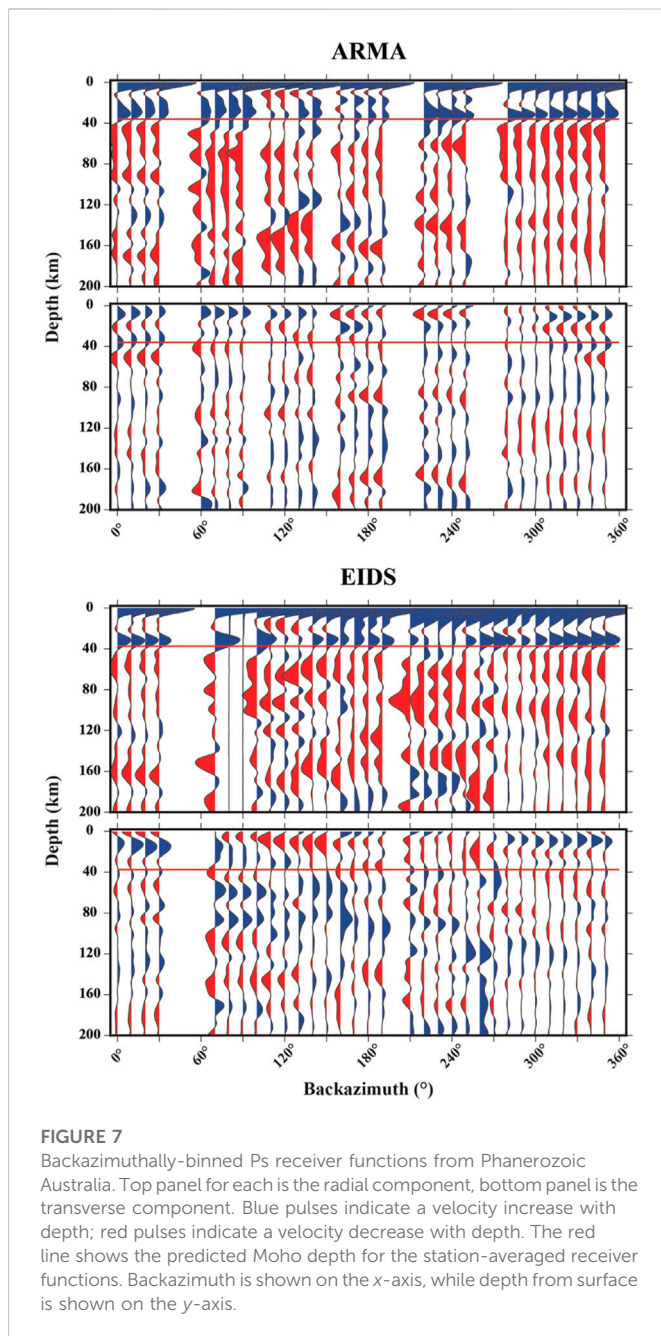 ARMA
0
40
80
120
160
200
Depth (km)
0
40
80
120
160
200
0°
60°
120°
180°
240°
300°
360°
EIDS
0
40
80
120
160
200
Depth (km)
0
40
80
120
160
200
0°
60°
120°
180°
240°
300°
360°
Backazimuth (°)
FIGURE 7
Backazimuthally-binned Ps receiver functions from Phanerozoic
Australia. Top panel for each is the radial component, bottom panel is the
transverse component. Blue pulses indicate a velocity increase with
depth; red pulses indicate a velocity decrease with depth. The red
line shows the predicted Moho depth for the station-averaged receiver
functions. Backazimuth is shown on the x-axis, while depth from surface
is shown on the y-axis.